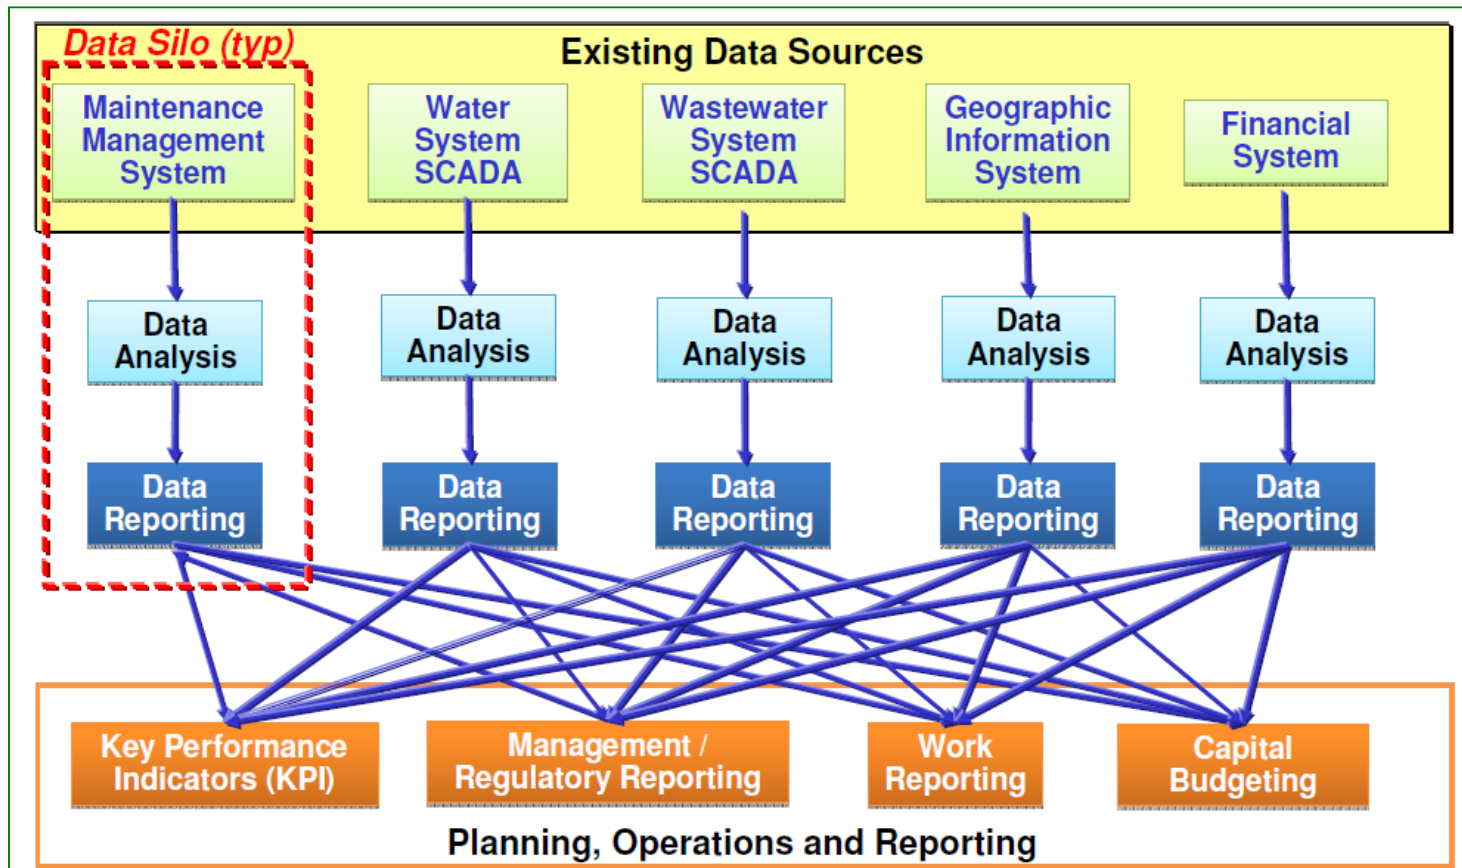 Data Silo (typ)
Existing Data Sources
Maintenance
Management
System
Water
System
SCADA
Wastewater
System
SCADA
Geographic
Information
System
Financial
System
Data
Analysis
Data
Analysis
Data
Analysis
Data
Analysis
Data
Analysis
Data
Reporting
Data
Reporting
Data
Reporting
Data
Reporting
Data
Reporting
Key Performance
Indicators (KPI)
Management /
Regulatory Reporting
Work
Reporting
Capital
Budgeting
Planning, Operations and Reporting